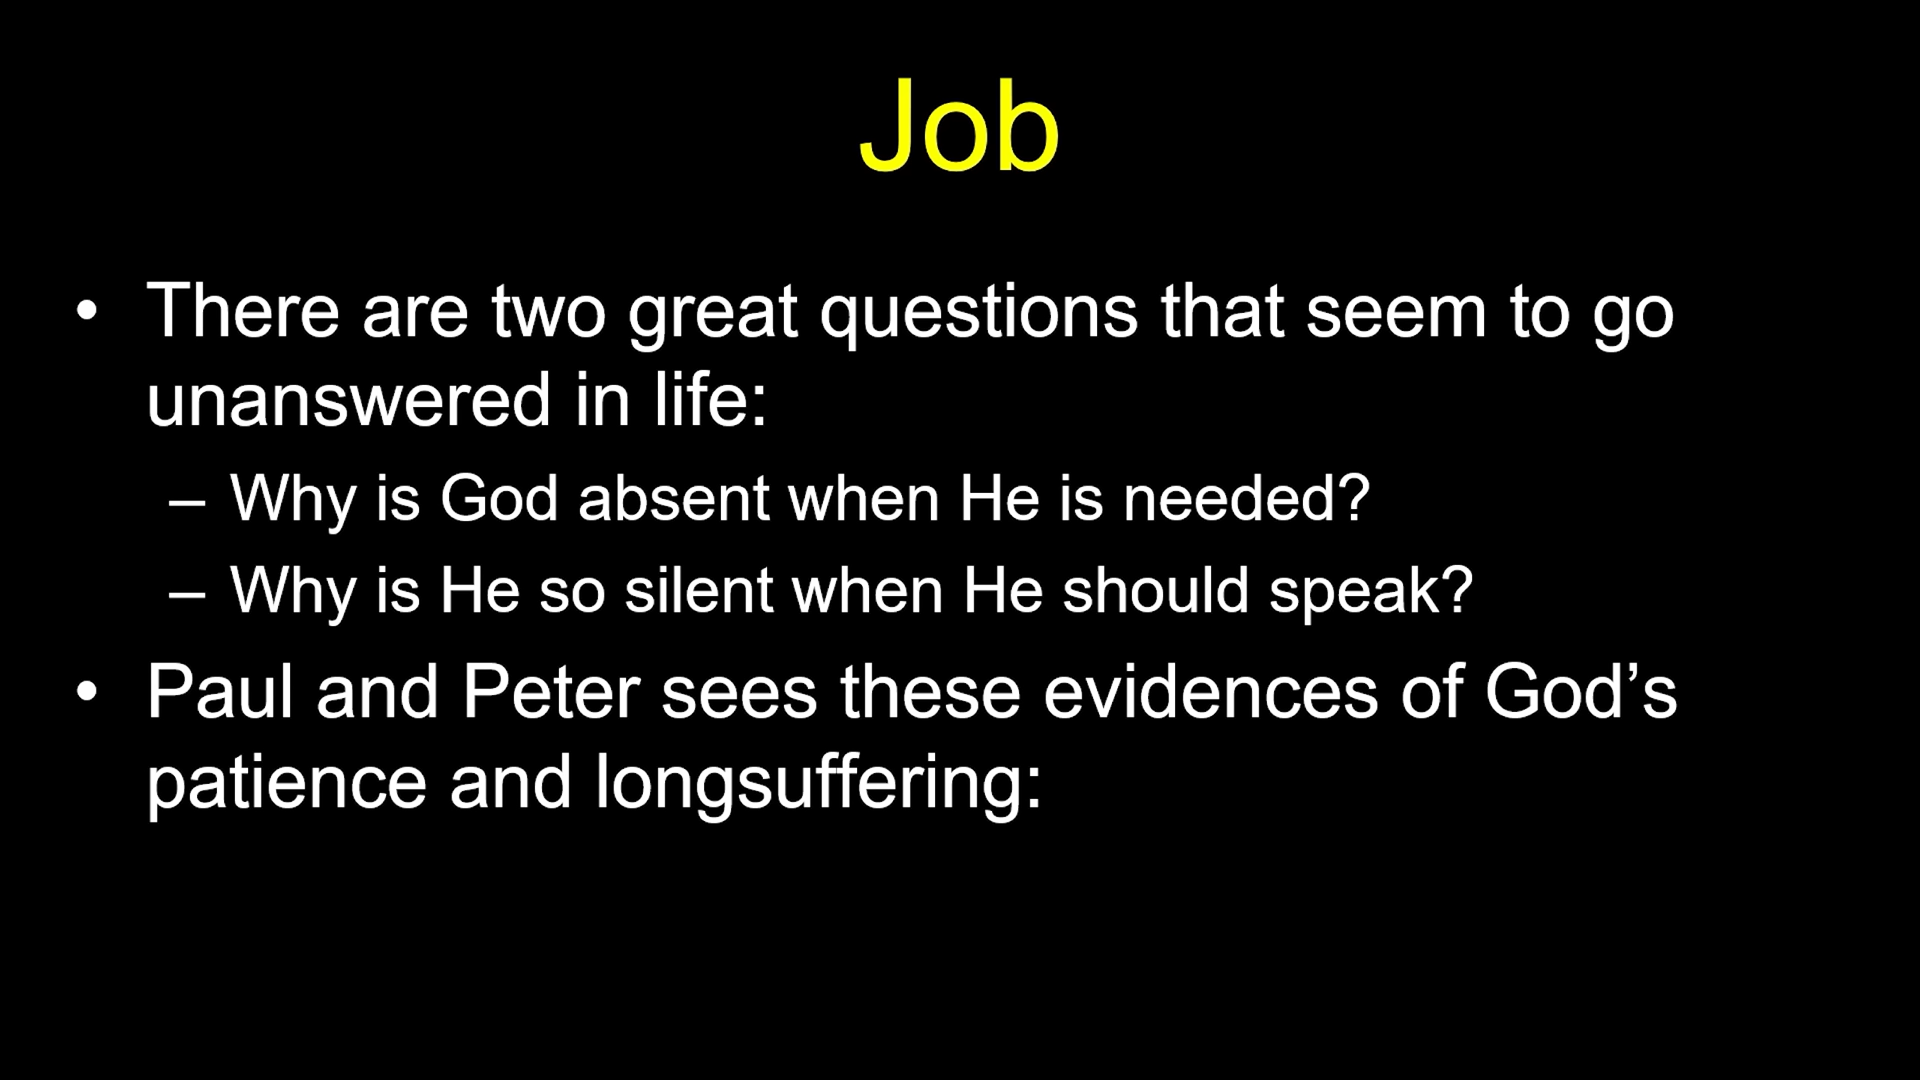 Job
• There are two great questions that seem to go
unanswered in life:
– Why is God absent when He is needed?
– Why is He so silent when He should speak?
• Paul and Peter sees these evidences of God’s
patience and longsuffering: